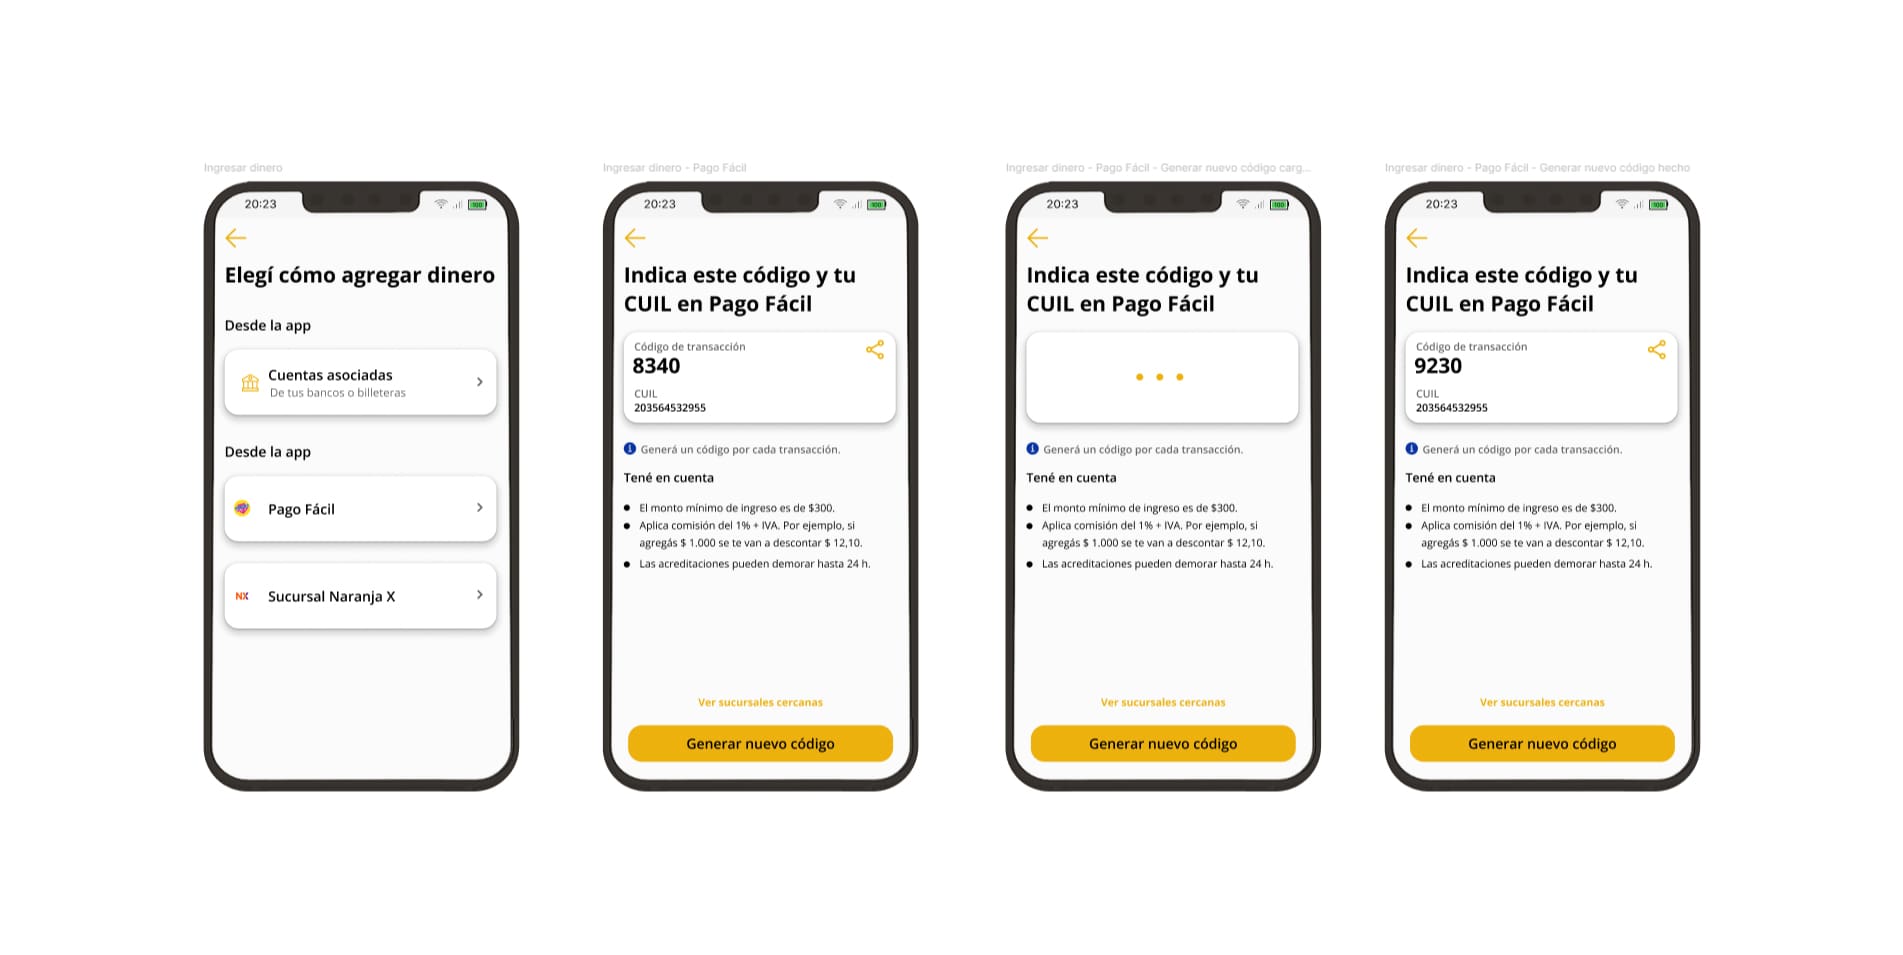 Ingresar dinero
20:23
100
Elegí cómo agregar dinero
Desde la app
Cuentas asociadas
De tus bancos o billeteras
Desde la app
Pago Fácil
NX
Sucursal Naranja X
Ingresar dinero - Pago Fácil
20:23
100
Indica este código y tu
CUIL en Pago Fácil
Código de transacción
8340
CUIL
203564532955
Generá un código por cada transacción.
Tené en cuenta
El monto mínimo de ingreso es de $300.
Aplica comisión del 1% + IVA. Por ejemplo, si
agregás $ 1.000 se te van a descontar $ 12,10.
Las acreditaciones pueden demorar hasta 24 h.
Ver sucursales cercanas
Generar nuevo código
Ingresar dinero - Pago Fácil - Generar nuevo código carg...
20:23
100
Indica este código y tu
CUIL en Pago Fácil
Generá un código por cada transacción.
Tené en cuenta
El monto mínimo de ingreso es de $300.
Aplica comisión del 1% + IVA. Por ejemplo, si
agregás $ 1.000 se te van a descontar $ 12,10.
Las acreditaciones pueden demorar hasta 24 h.
Ver sucursales cercanas
Generar nuevo código
Ingresar dinero - Pago Fácil - Generar nuevo código hecho
20:23
100
Indica este código y tu
CUIL en Pago Fácil
Código de transacción
9230
CUIL
203564532955
Generá un código por cada transacción.
Tené en cuenta
El monto mínimo de ingreso es de $300.
Aplica comisión del 1% + IVA. Por ejemplo, si
agregás $ 1.000 se te van a descontar $ 12,10.
Las acreditaciones pueden demorar hasta 24 h.
Ver sucursales cercanas
Generar nuevo código